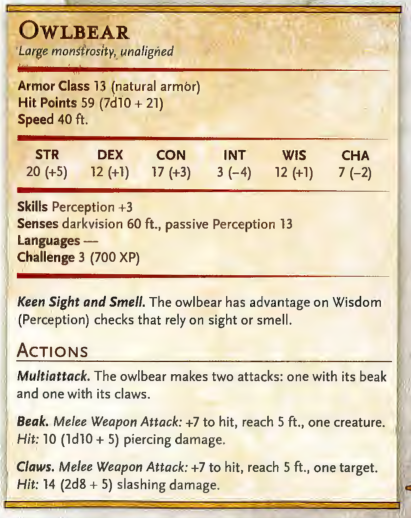 OWLBEAR
Large monstrosity, unaligned
Armor Class 13 (natural armor)
Hit Points 59 (7d10 + 21)
Speed 40 ft.
STR DEX CON INT WIS CHA
20 (+5) 12 (+1) 17 (+3) 3 (−4) 12 (+1) 7 (−2)
Skills Perception +3
Senses darkvision 60 ft., passive Perception 13
Languages —
Challenge 3 (700 XP)
Keen Sight and Smell. The owlbear has advantage on Wisdom
(Perception) checks that rely on sight or smell.
ACTIONS
Multiattack. The owlbear makes two attacks: one with its beak
and one with its claws.
Beak. Melee Weapon Attack: +7 to hit, reach 5 ft., one creature.
Hit: 10 (1d10 + 5) piercing damage.
Claws. Melee Weapon Attack: +7 to hit, reach 5 ft., one target.
Hit: 14 (2d8 + 5) slashing damage.